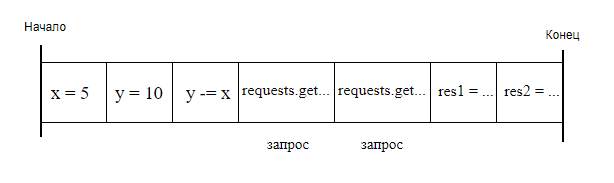 Начало
Конец
x = 5
y = 10
y -= x
requests.get...
requests.get...
res1 = ...
res2 = ...
запрос
запрос